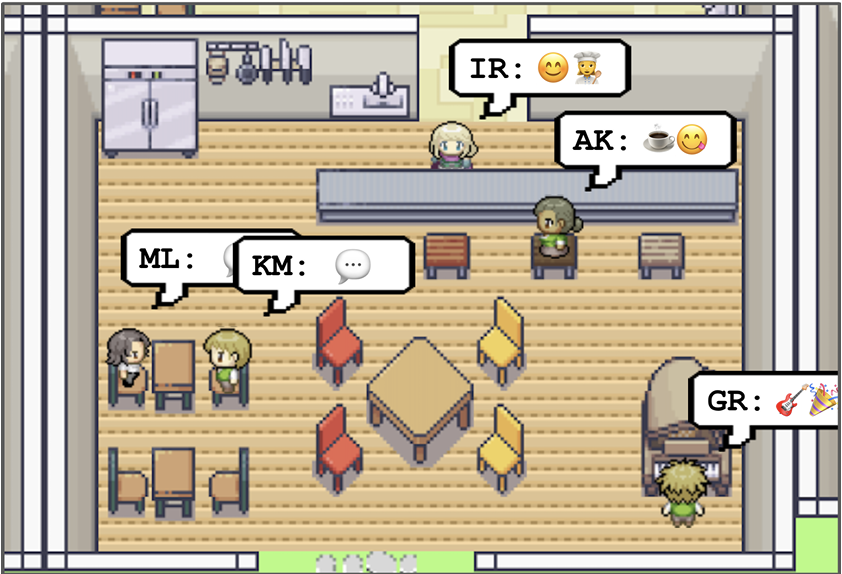 IR: 😊👩‍🍳
AK: ☕😋
ML: 💬
KM: 💬
GR: 🎸🎉